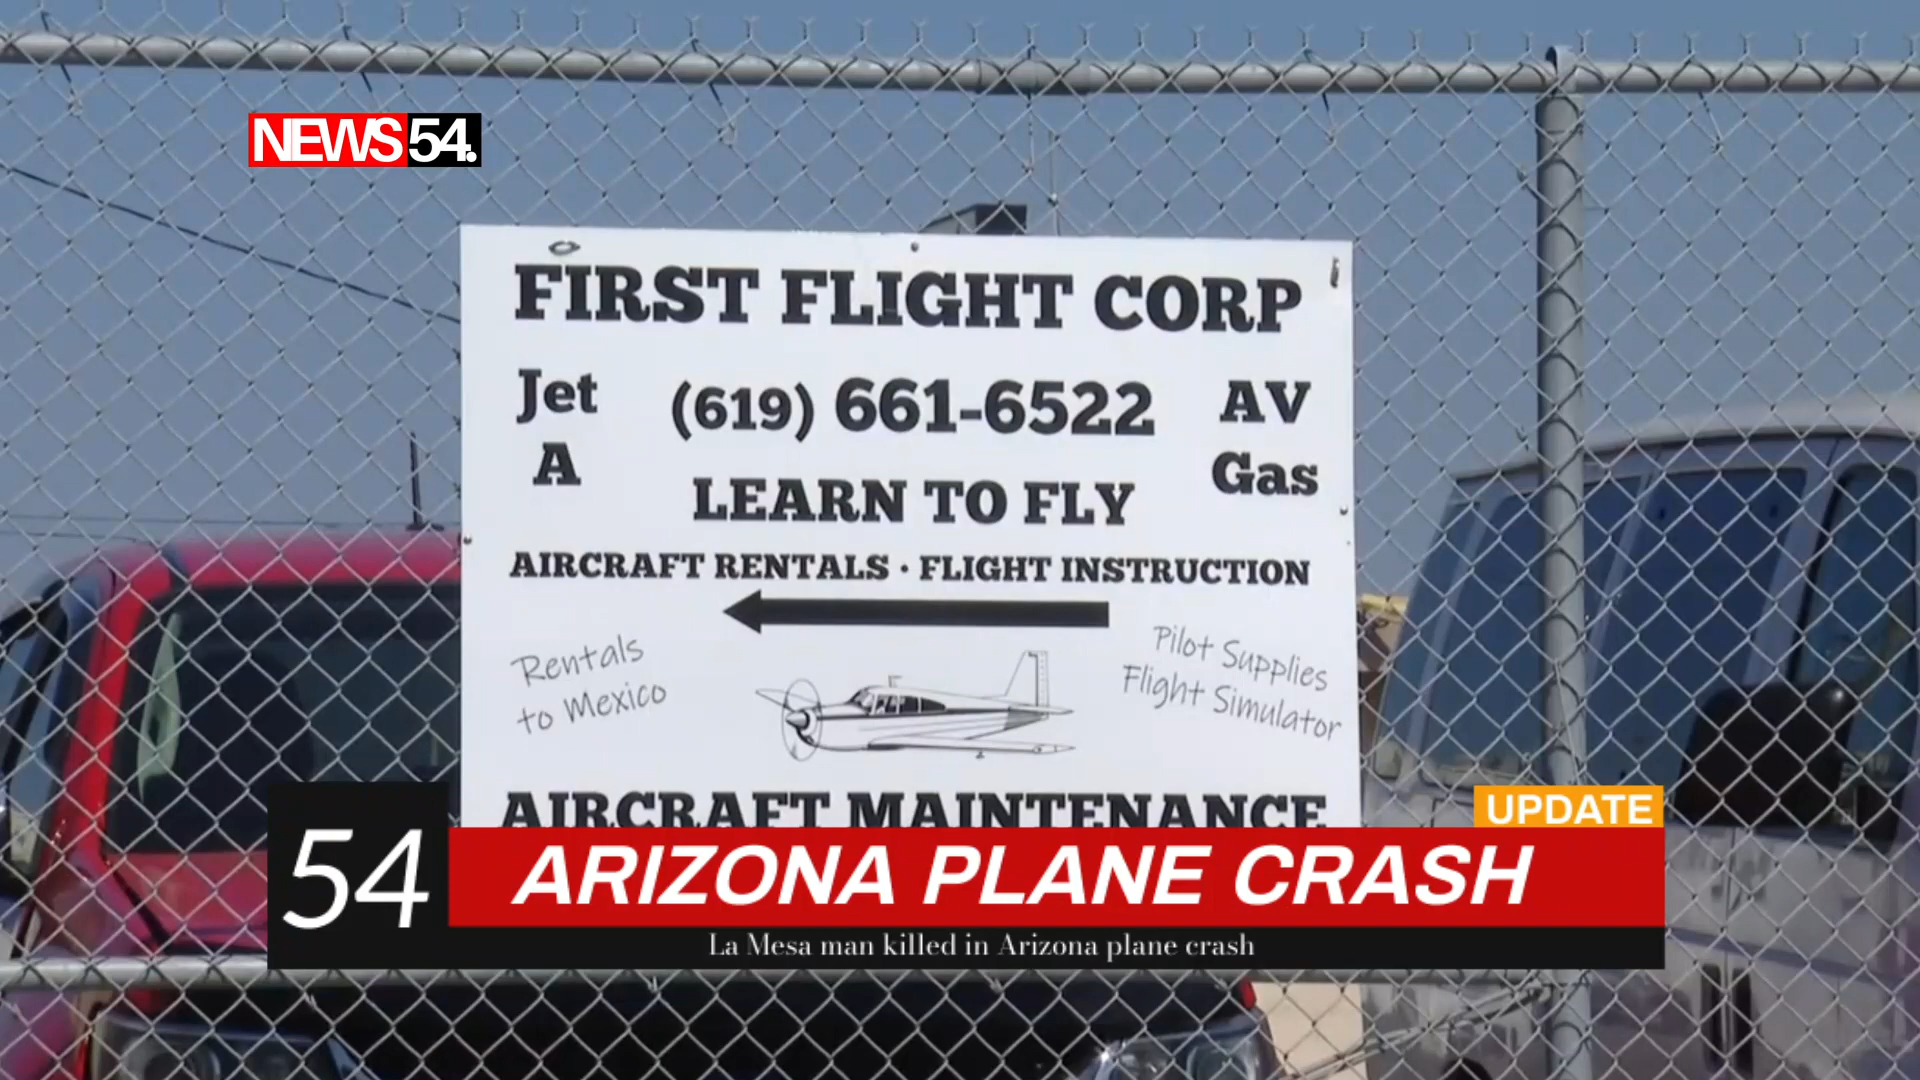 NEWS 54.
FIRST FLIGHT CORP
Jet
A
(619) 661-6522
AV
Gas
LEARN TO FLY
AIRCRAFT RENTALS · FLIGHT INSTRUCTION
Rentals
to Mexico
Pilot Supplies
Flight Simulator
AIRCRAFT MAINTENANCE
UPDATE
54
ARIZONA PLANE CRASH
La Mesa man killed in Arizona plane crash